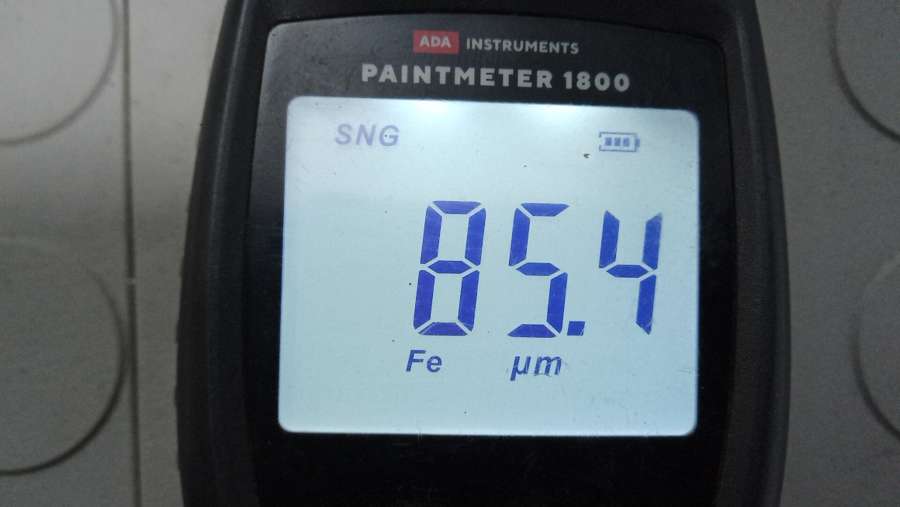 ADA INSTRUMENTS
PAINTMETER 1800
SNG
85.4
Fe µm